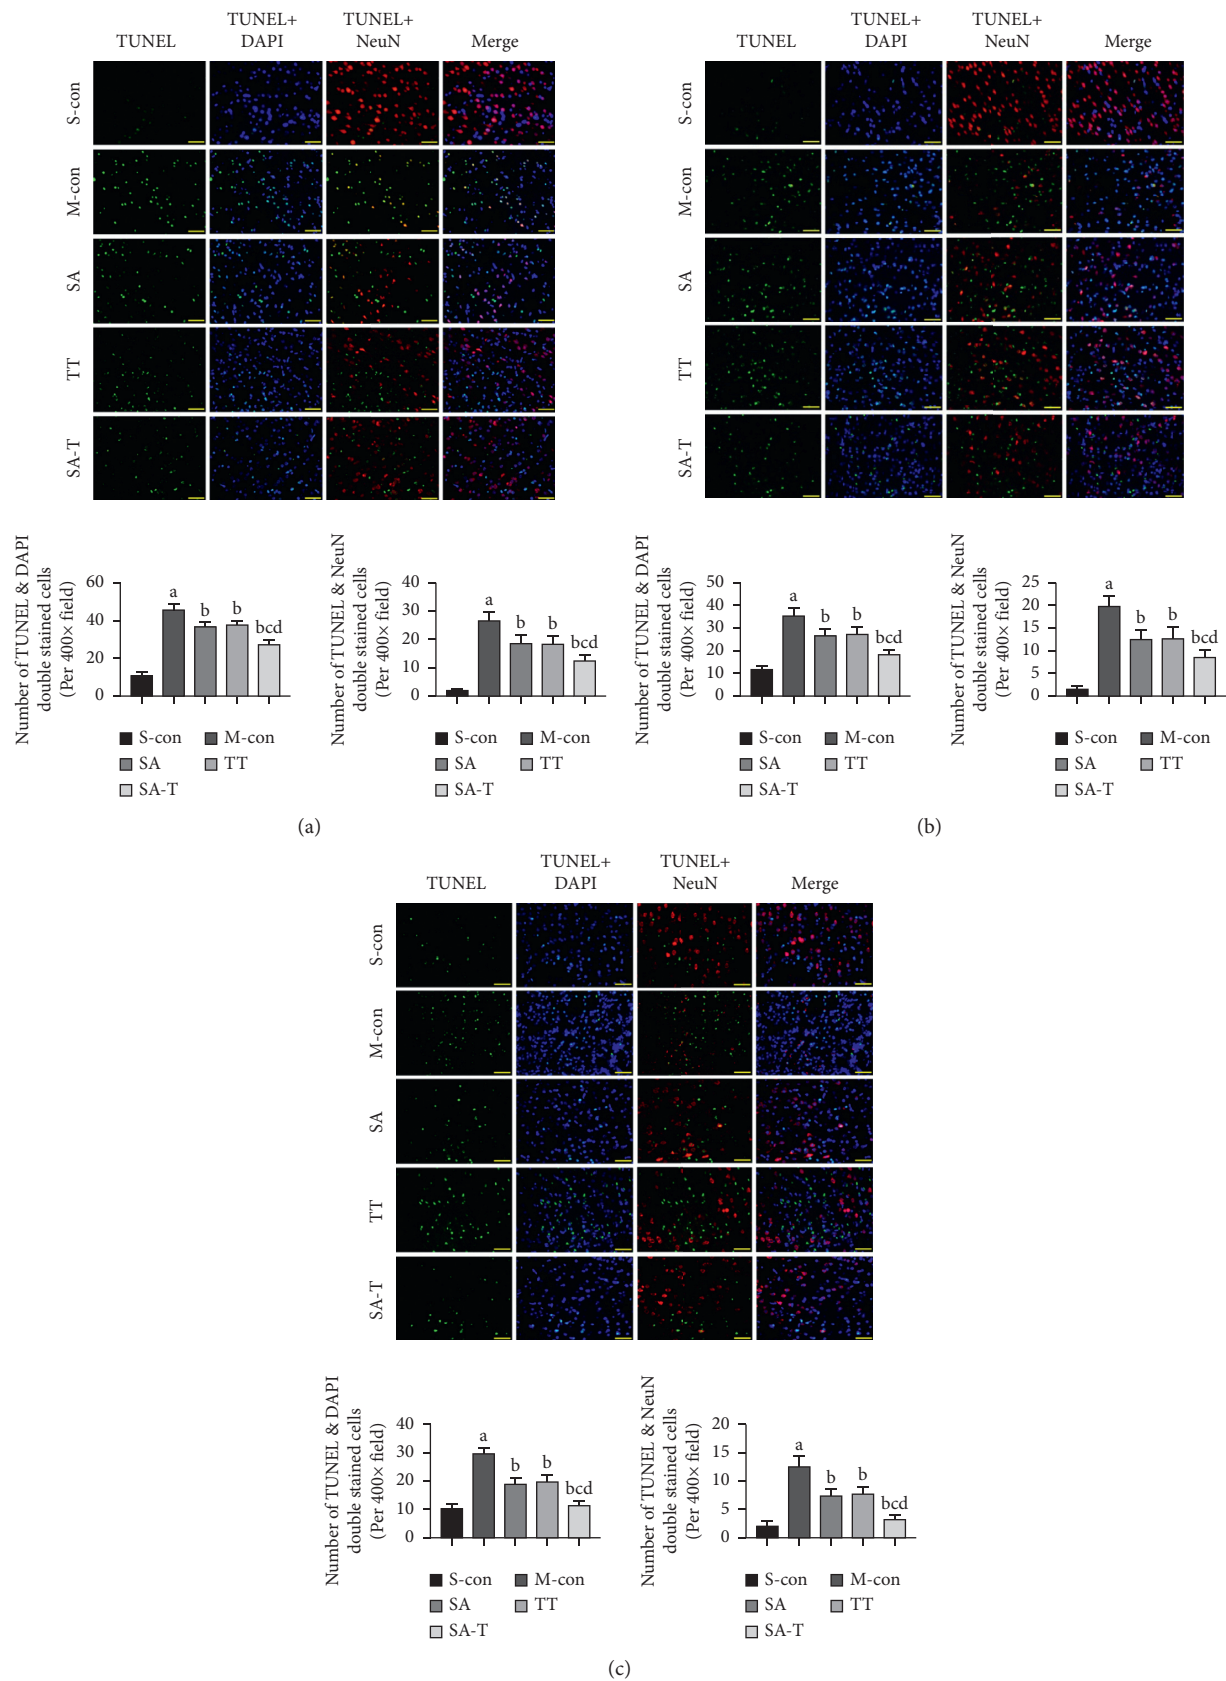 TUNEL
TUNEL+
DAPI
TUNEL+
NeuN
Merge
S-con
M-con
SA
TT
SA-T
Number of TUNEL & DAPI
double stained cells
(Per 400× field)
60
40
20
0
a
b
b
bcd
S-con
M-con
SA
TT
SA-T
Number of TUNEL & NeuN
double stained cells
(Per 400× field)
40
30
20
10
0
a
b
b
bcd
S-con
M-con
SA
TT
SA-T
(a)
TUNEL
TUNEL+
DAPI
TUNEL+
NeuN
Merge
S-con
M-con
SA
TT
SA-T
Number of TUNEL & DAPI
double stained cells
(Per 400× field)
50
40
30
20
10
0
a
b
b
bcd
S-con
M-con
SA
TT
SA-T
Number of TUNEL & NeuN
double stained cells
(Per 400× field)
25
20
15
10
5
0
a
b
b
bcd
S-con
M-con
SA
TT
SA-T
(b)
TUNEL
TUNEL+
DAPI
TUNEL+
NeuN
Merge
S-con
M-con
SA
TT
SA-T
Number of TUNEL & DAPI
double stained cells
(Per 400× field)
40
30
20
10
0
a
b
b
bcd
S-con
M-con
SA
TT
SA-T
Number of TUNEL & NeuN
double stained cells
(Per 400× field)
20
15
10
5
0
a
b
b
bcd
S-con
M-con
SA
TT
SA-T
(c)